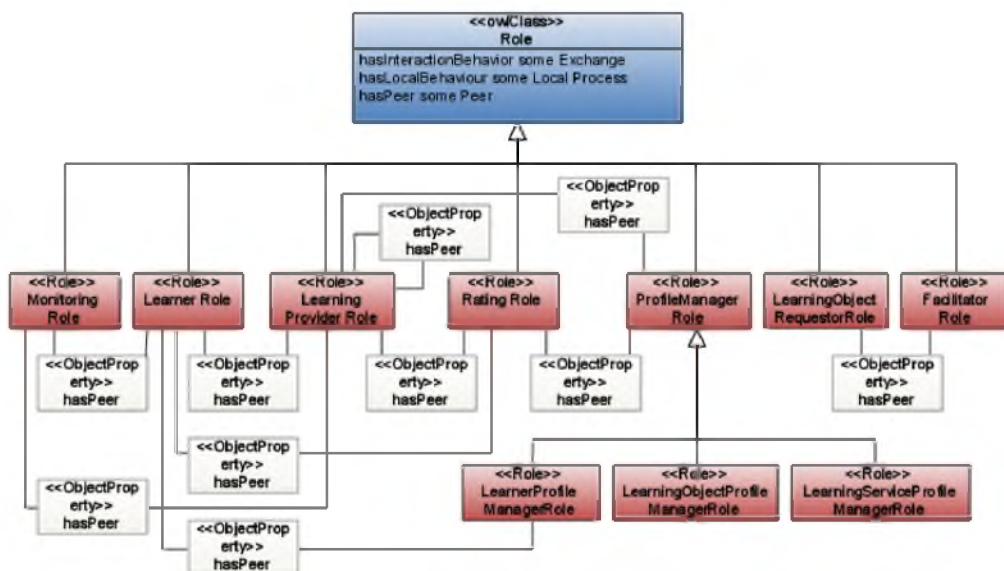 <<owlClass>>
Role
hasInteractionBehavior some Exchange
hasLocalBehaviour some Local Process
hasPeer some Peer
<<ObjectProp
erty>>
hasPeer
<<ObjectProp
erty>>
hasPeer
<<Role>>
Monitoring
Role
<<Role>>
Learner Role
<<Role>>
Learning
Provider Role
<<Role>>
Rating Role
<<Role>>
ProfileManager
Role
<<Role>>
LearningObject
RequestorRole
<<Role>>
Facilitator
Role
<<ObjectProp
erty>>
hasPeer
<<ObjectProp
erty>>
hasPeer
<<ObjectProp
erty>>
hasPeer
<<ObjectProp
erty>>
hasPeer
<<ObjectProp
erty>>
hasPeer
<<ObjectProp
erty>>
hasPeer
<<ObjectProp
erty>>
hasPeer
<<Role>>
LearnerProfile
ManagerRole
<<Role>>
LearningObjectProfile
ManagerRole
<<Role>>
LearningServiceProfile
ManagerRole
<<ObjectProp
erty>>
hasPeer